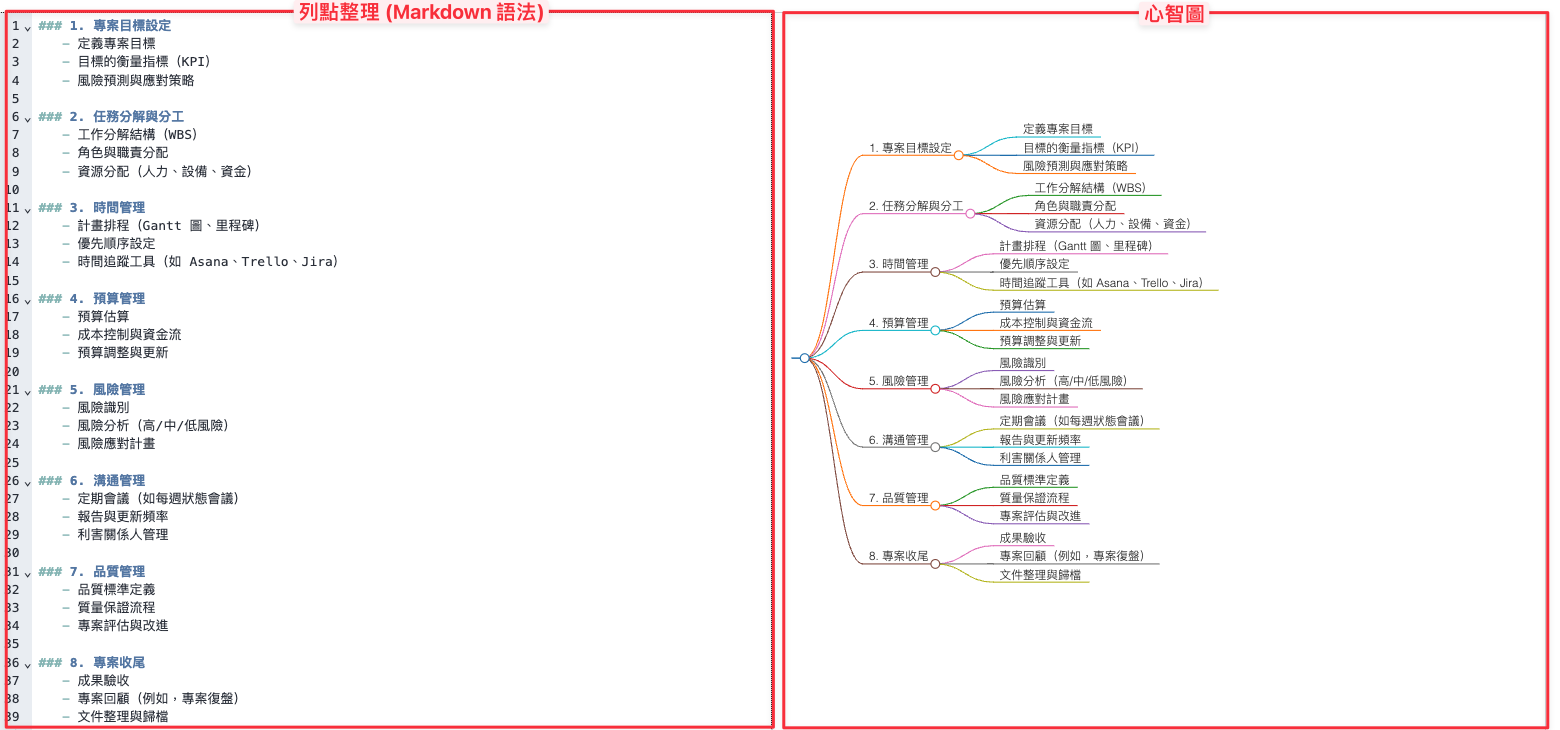 列點整理 (Markdown 語法)
1 ### 1. 專案目標設定
2 - 定義專案目標
3 - 目標的衡量指標（KPI）
4 - 風險預測與應對策略
5
6 ### 2. 任務分解與分工
7 - 工作分解結構（WBS）
8 - 角色與職責分配
9 - 資源分配（人力、設備、資金）
10
11 ### 3. 時間管理
12 - 計畫排程（Gantt 圖、里程碑）
13 - 優先順序設定
14 - 時間追蹤工具（如 Asana、Trello、Jira）
15
16 ### 4. 預算管理
17 - 預算估算
18 - 成本控制與資金流
19 - 預算調整與更新
20
21 ### 5. 風險管理
22 - 風險識別
23 - 風險分析（高/中/低風險）
24 - 風險應對計畫
25
26 ### 6. 溝通管理
27 - 定期會議（如每週狀態會議）
28 - 報告與更新頻率
29 - 利害關係人管理
30
31 ### 7. 品質管理
32 - 品質標準定義
33 - 質量保證流程
34 - 專案評估與改進
35
36 ### 8. 專案收尾
37 - 成果驗收
38 - 專案回顧（例如，專案復盤）
39 - 文件整理與歸檔
心智圖
1. 專案目標設定
定義專案目標
目標的衡量指標（KPI）
風險預測與應對策略
2. 任務分解與分工
工作分解結構（WBS）
角色與職責分配
資源分配（人力、設備、資金）
3. 時間管理
計畫排程（Gantt 圖、里程碑）
優先順序設定
時間追蹤工具（如 Asana、Trello、Jira）
4. 預算管理
預算估算
成本控制與資金流
預算調整與更新
5. 風險管理
風險識別
風險分析（高/中/低風險）
風險應對計畫
6. 溝通管理
定期會議（如每週狀態會議）
報告與更新頻率
利害關係人管理
7. 品質管理
品質標準定義
質量保證流程
專案評估與改進
8. 專案收尾
成果驗收
專案回顧（例如，專案復盤）
文件整理與歸檔